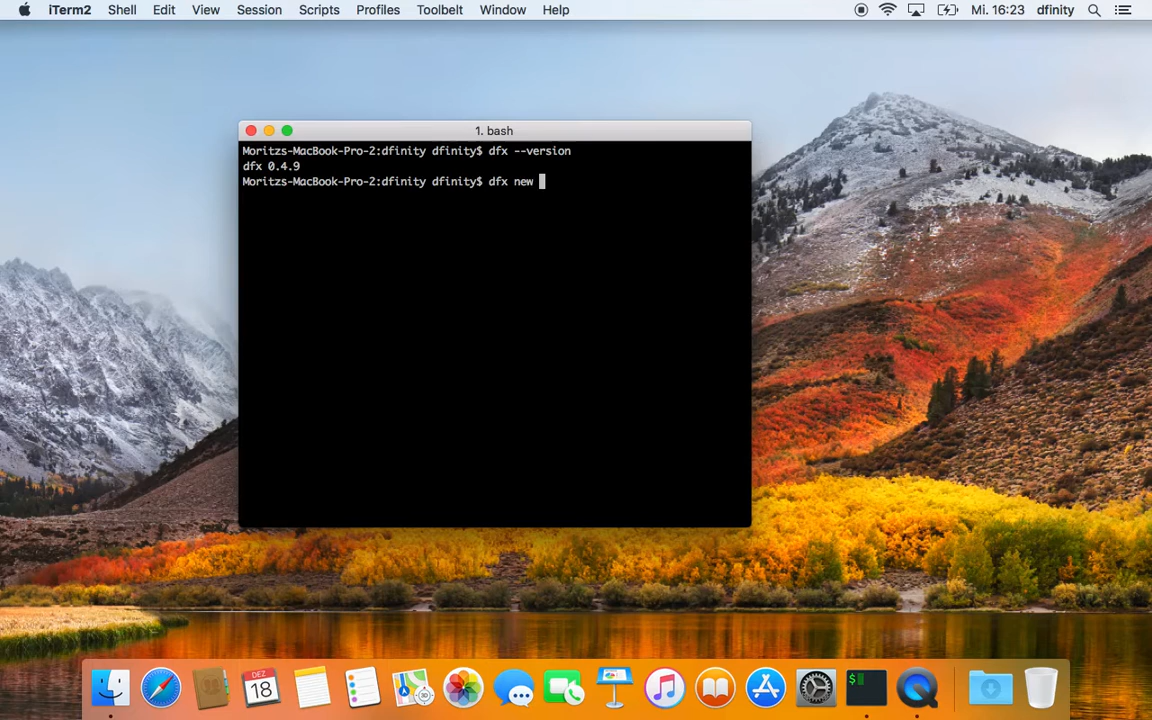 iTerm2 Shell Edit View Session Scripts Profiles Toolbelt Window Help Mi. 16:23 dfinity
1. bash
Moritzs-MacBook-Pro-2:dfinity dfinity$ dfx --version
dfx 0.4.9
Moritzs-MacBook-Pro-2:dfinity dfinity$ dfx new
DEZ
18
3D
$